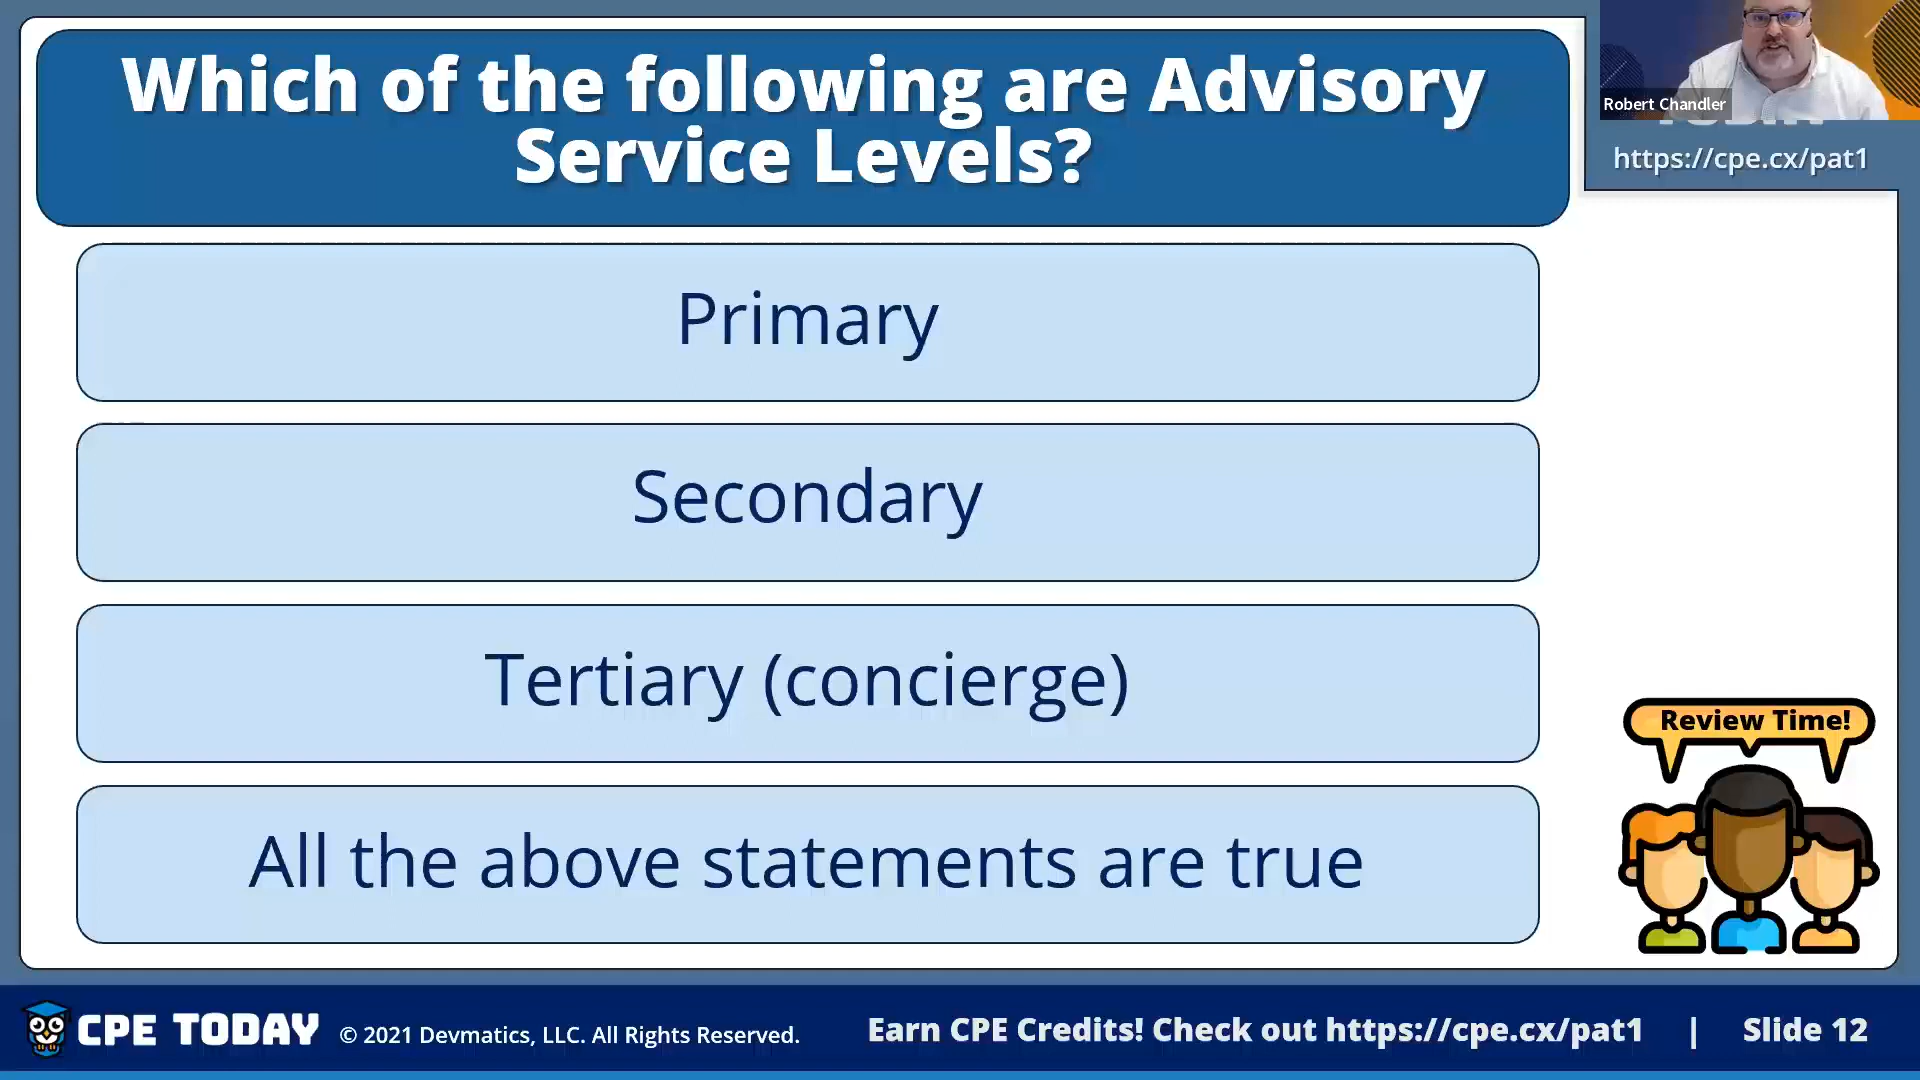 Which of the following are Advisory
Service Levels?
Robert Chandler
https://cpe.cx/pat1
Primary
Secondary
Tertiary (concierge)
All the above statements are true
Review Time!
CPE TODAY
© 2021 Devmatics, LLC. All Rights Reserved.
Earn CPE Credits! Check out https://cpe.cx/pat1 | Slide 12